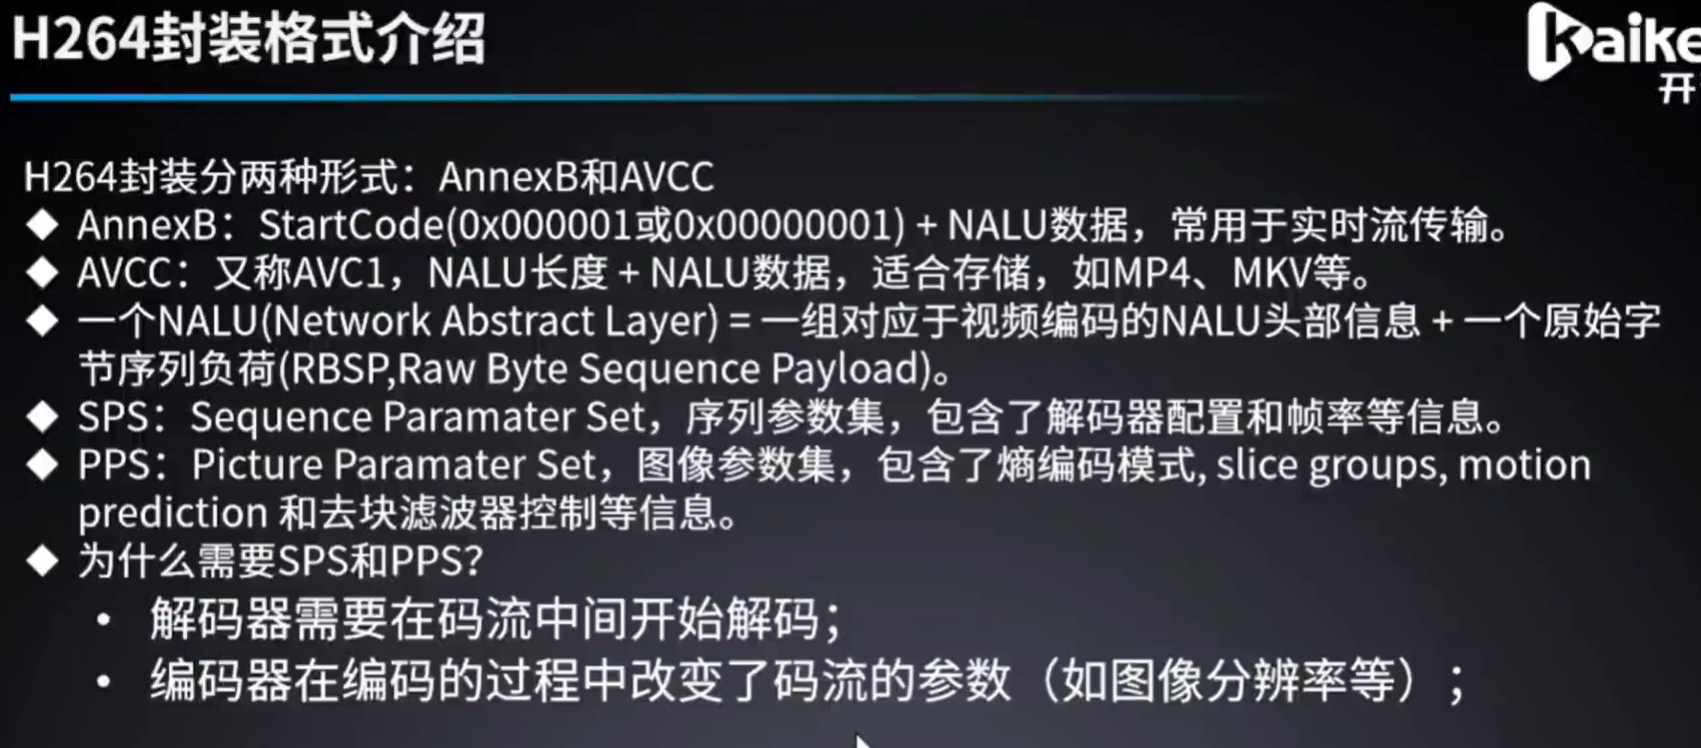 H264封装格式介绍
kaike
开
H264封装分两种形式：AnnexB和AVCC
◆ AnnexB：StartCode(0x000001或0x00000001) + NALU数据，常用于实时流传输。
◆ AVCC：又称AVC1，NALU长度 + NALU数据，适合存储，如MP4、MKV等。
◆ 一个NALU(Network Abstract Layer) = 一组对应于视频编码的NALU头部信息 + 一个原始字
节序列负荷(RBSP,Raw Byte Sequence Payload)。
◆ SPS：Sequence Paramater Set，序列参数集，包含了解码器配置和帧率等信息。
◆ PPS：Picture Paramater Set，图像参数集，包含了熵编码模式, slice groups, motion
prediction 和去块滤波器控制等信息。
◆ 为什么需要SPS和PPS？
• 解码器需要在码流中间开始解码；
• 编码器在编码的过程中改变了码流的参数（如图像分辨率等）；